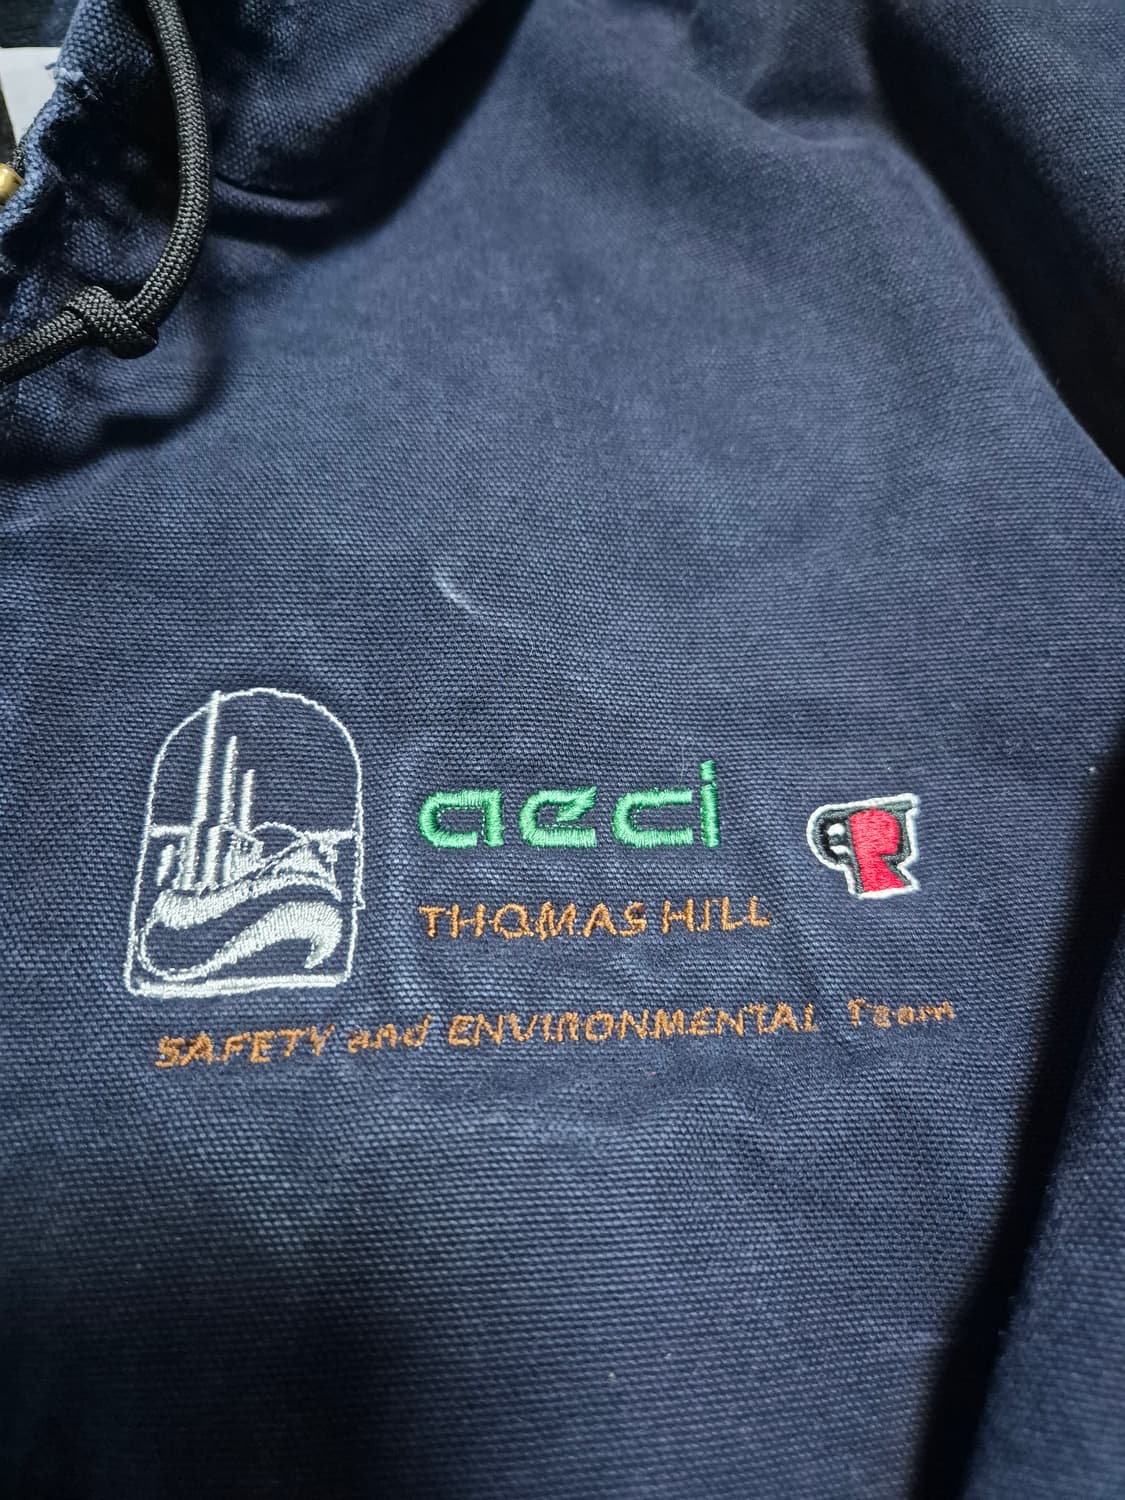 aeci
THOMAS HILL
SAFETY and ENVIRONMENTAL Team